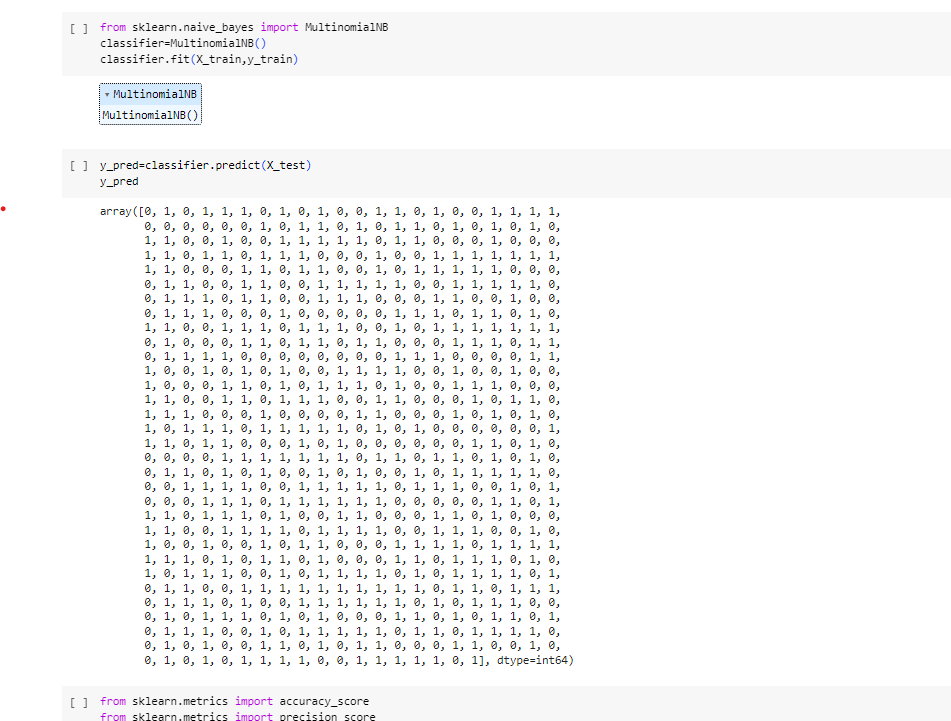 [ ] from sklearn.naive_bayes import MultinomialNB
classifier=MultinomialNB()
classifier.fit(X_train,y_train)
▾ MultinomialNB
MultinomialNB()
[ ] y_pred=classifier.predict(X_test)
y_pred
array([0, 1, 0, 1, 1, 1, 0, 1, 0, 1, 0, 0, 1, 1, 0, 1, 0, 0, 1, 1, 1, 1,
0, 0, 0, 0, 0, 0, 1, 0, 1, 1, 0, 1, 0, 1, 1, 0, 1, 0, 1, 0,
1, 1, 0, 0, 1, 0, 0, 1, 1, 1, 1, 1, 0, 1, 1, 0, 0, 0, 1, 0, 0, 0,
1, 1, 0, 1, 1, 0, 1, 1, 1, 0, 0, 0, 1, 0, 0, 1, 1, 1, 1, 1, 1, 1,
1, 1, 0, 0, 0, 1, 1, 0, 1, 1, 0, 0, 1, 0, 1, 1, 1, 1, 1, 0, 0, 0,
0, 1, 1, 0, 0, 1, 1, 0, 0, 1, 1, 1, 1, 1, 0, 0, 1, 1, 1, 1, 1, 0,
0, 1, 1, 1, 0, 1, 1, 0, 0, 1, 1, 1, 0, 0, 0, 1, 1, 0, 0, 1, 0, 0,
0, 1, 1, 1, 0, 0, 0, 1, 0, 0, 0, 0, 0, 1, 1, 1, 0, 1, 1, 0, 1, 0,
1, 1, 0, 0, 1, 1, 1, 0, 1, 1, 1, 0, 0, 1, 0, 1, 1, 1, 1, 1, 1, 1,
0, 1, 0, 0, 0, 1, 1, 0, 1, 1, 1, 0, 1, 0, 0, 0, 1, 1, 1, 0, 1, 1,
0, 1, 1, 1, 1, 0, 0, 0, 0, 0, 0, 0, 0, 1, 1, 1, 0, 0, 0, 0, 1, 1,
1, 0, 0, 1, 0, 1, 0, 1, 0, 0, 1, 1, 1, 1, 0, 0, 1, 0, 0, 1, 0, 0,
1, 0, 0, 0, 1, 1, 0, 1, 0, 1, 1, 1, 0, 1, 0, 0, 1, 1, 1, 0, 0, 0,
1, 1, 0, 0, 1, 1, 0, 1, 1, 1, 0, 0, 1, 1, 0, 0, 0, 1, 0, 1, 1, 0,
1, 1, 1, 0, 0, 0, 1, 0, 0, 0, 0, 1, 1, 0, 0, 0, 1, 0, 1, 0, 1, 0,
1, 0, 1, 1, 1, 0, 1, 1, 1, 1, 1, 0, 1, 0, 1, 0, 0, 0, 0, 0, 0, 1,
1, 1, 0, 1, 1, 0, 0, 0, 1, 0, 1, 0, 0, 0, 0, 0, 0, 1, 1, 0, 1, 0,
0, 0, 0, 0, 1, 1, 1, 1, 1, 1, 1, 0, 1, 1, 0, 1, 1, 0, 1, 0, 1, 0,
0, 1, 1, 0, 1, 0, 1, 0, 0, 1, 0, 1, 0, 0, 1, 0, 1, 1, 1, 1, 1, 0,
0, 0, 1, 1, 1, 1, 0, 0, 1, 1, 1, 1, 1, 0, 1, 1, 1, 0, 0, 1, 0, 1,
0, 0, 0, 1, 1, 1, 0, 1, 1, 1, 1, 1, 1, 0, 0, 0, 0, 0, 1, 1, 0, 1,
1, 1, 0, 1, 1, 1, 0, 1, 0, 0, 1, 1, 0, 0, 0, 1, 1, 0, 1, 0, 0, 0,
1, 1, 0, 0, 1, 1, 1, 1, 0, 1, 1, 1, 1, 0, 0, 1, 1, 1, 0, 0, 1, 0,
1, 0, 0, 1, 0, 0, 1, 0, 1, 1, 0, 0, 0, 1, 1, 1, 1, 0, 1, 1, 1, 1,
1, 1, 1, 0, 1, 0, 1, 1, 0, 1, 0, 0, 0, 1, 1, 0, 1, 1, 1, 0, 1, 0,
1, 0, 1, 1, 1, 0, 0, 1, 0, 1, 1, 1, 1, 0, 1, 0, 1, 1, 1, 1, 0, 1,
0, 1, 1, 0, 0, 1, 1, 1, 1, 1, 1, 1, 1, 1, 1, 0, 1, 1, 0, 1, 1, 1,
0, 1, 1, 1, 0, 1, 0, 0, 1, 1, 1, 1, 1, 1, 0, 1, 0, 1, 1, 1, 0, 0,
0, 1, 0, 1, 1, 1, 0, 1, 0, 1, 0, 0, 0, 1, 1, 0, 1, 0, 1, 1, 0, 1,
0, 1, 1, 1, 0, 0, 1, 0, 1, 1, 1, 1, 1, 0, 1, 1, 0, 1, 1, 1, 1, 0,
0, 1, 0, 1, 0, 0, 1, 1, 0, 1, 0, 1, 1, 0, 0, 0, 1, 1, 0, 0, 1, 0,
0, 1, 0, 1, 0, 1, 1, 1, 1, 0, 0, 1, 1, 1, 1, 1, 0, 1], dtype=int64)
[ ] from sklearn.metrics import accuracy_score
from sklearn.metrics import precision_score